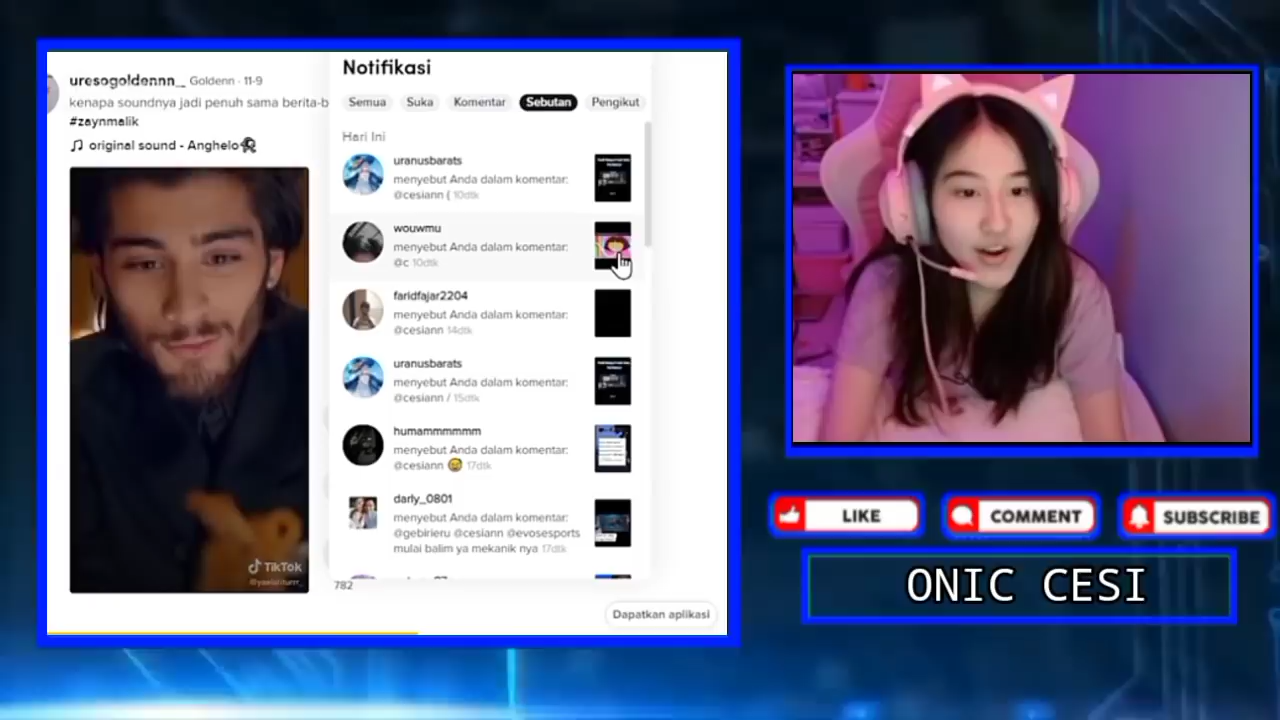 uresogoldennn_ Goldenn · 11-9
kenapa soundnya jadi penuh sama berita-b
#zaynmalik
original sound - Anghelo
TikTok
Notifikasi
Semua
Suka
Komentar
Sebutan
Pengikut
Hari Ini
uranusbarats
menyebut Anda dalam komentar:
@cesiann ( 10dtk
wouwmu
menyebut Anda dalam komentar:
@c 10dtk
faridfajar2204
menyebut Anda dalam komentar:
@cesiann 14dtk
uranusbarats
menyebut Anda dalam komentar:
@cesiann / 15dtk
humammmmmm
menyebut Anda dalam komentar:
@cesiann 😅 17dtk
darly_0801
menyebut Anda dalam komentar:
@gebirieru @cesiann @evosesports
mulai balim ya mekanik nya 17dtk
782
Dapatkan aplikasi
LIKE
COMMENT
SUBSCRIBE
ONIC CESI